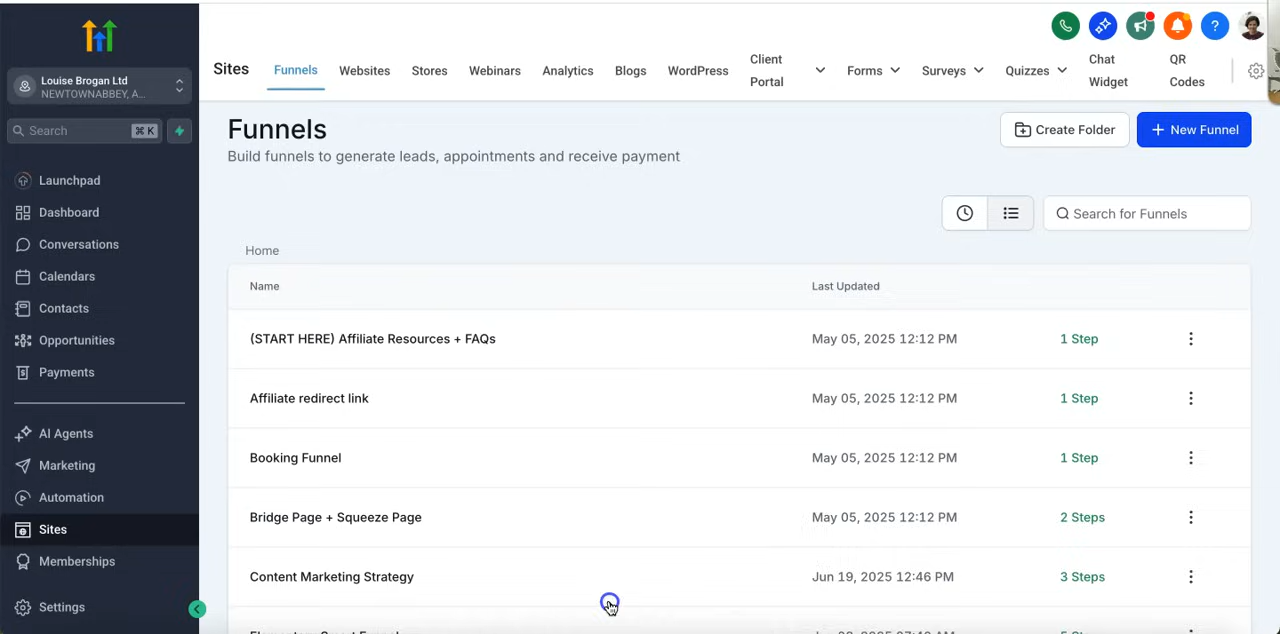 Louise Brogan Ltd
NEWTOWNABBEY, A...
Search
⌘ K
Launchpad
Dashboard
Conversations
Calendars
Contacts
Opportunities
Payments
AI Agents
Marketing
Automation
Sites
Memberships
Settings
Sites
Funnels
Websites
Stores
Webinars
Analytics
Blogs
WordPress
Client
Portal
Forms
Surveys
Quizzes
Chat
Widget
QR
Codes
Funnels
Build funnels to generate leads, appointments and receive payment
Create Folder
+ New Funnel
Search for Funnels
Home
Name Last Updated
(START HERE) Affiliate Resources + FAQs May 05, 2025 12:12 PM 1 Step
Affiliate redirect link May 05, 2025 12:12 PM 1 Step
Booking Funnel May 05, 2025 12:12 PM 1 Step
Bridge Page + Squeeze Page May 05, 2025 12:12 PM 2 Steps
Content Marketing Strategy Jun 19, 2025 12:46 PM 3 Steps